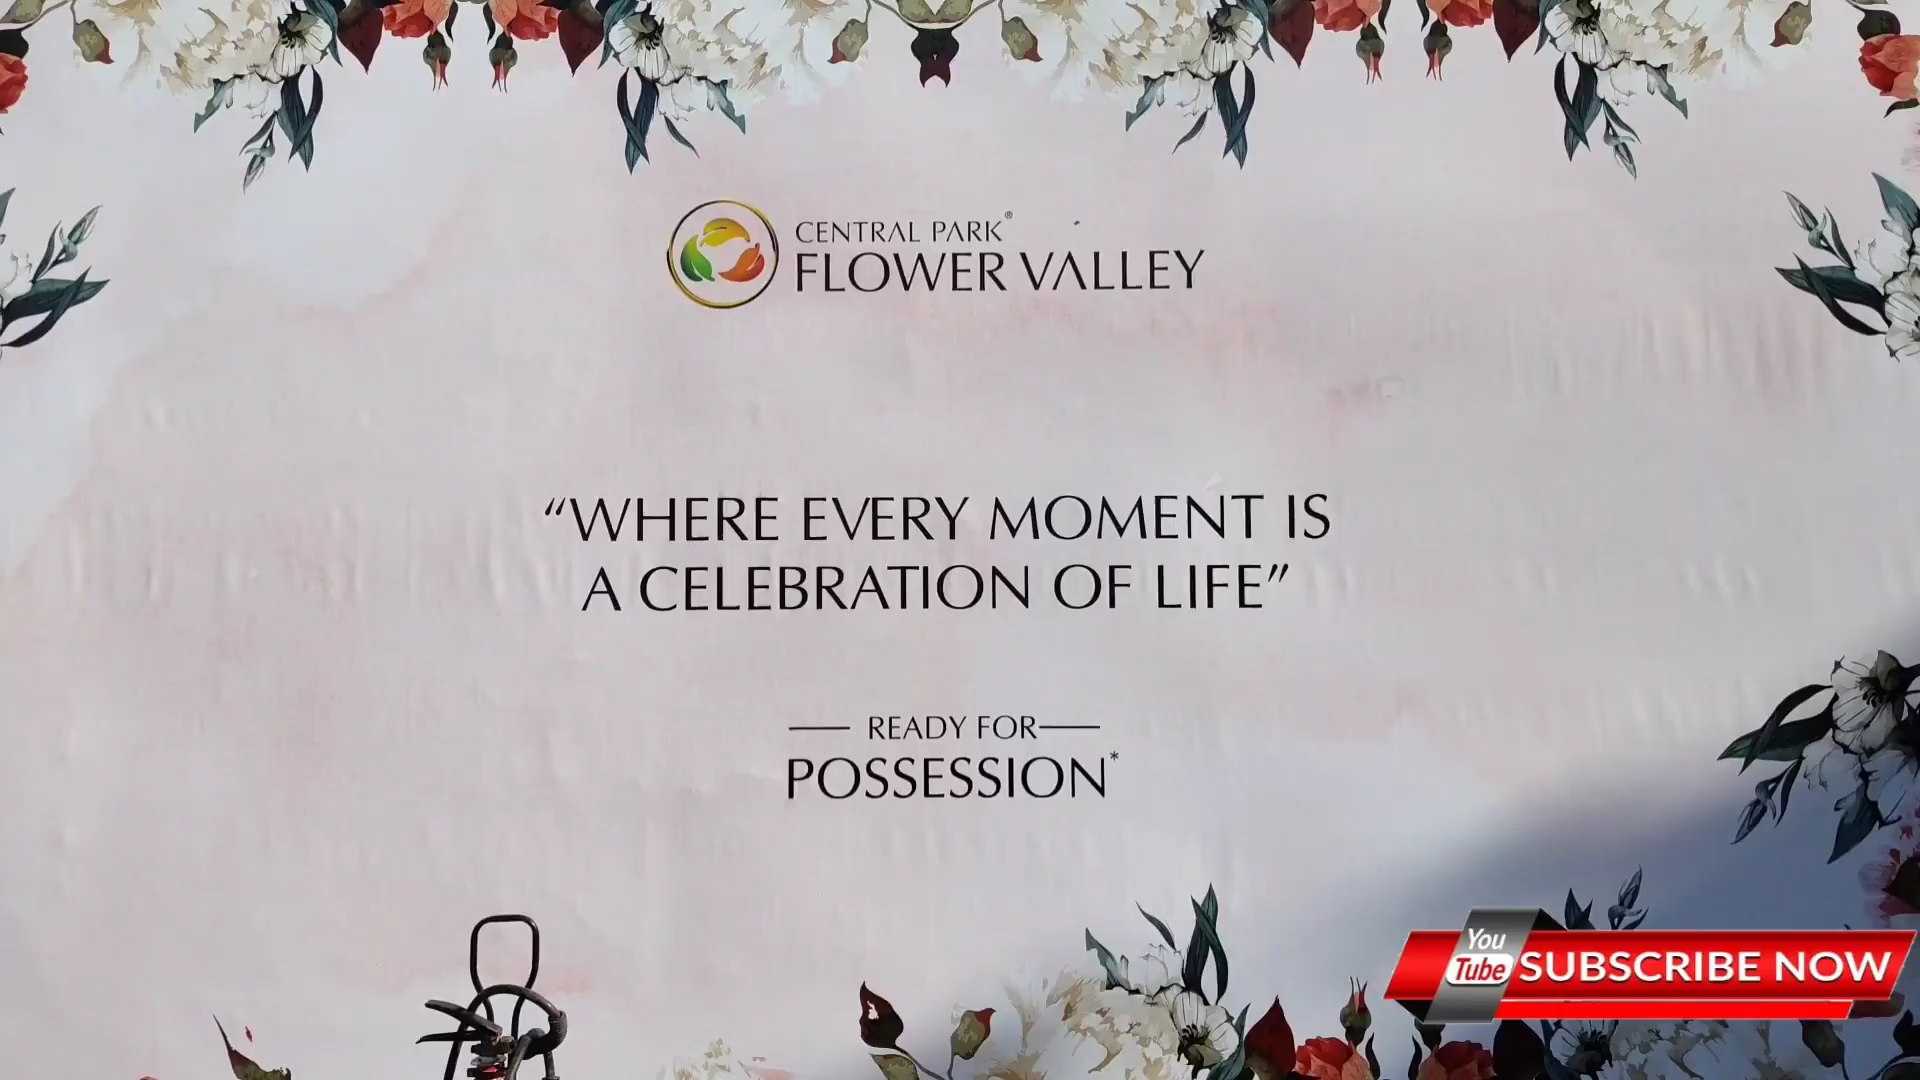 CENTRAL PARK®
FLOWER VALLEY
“WHERE EVERY MOMENT IS
A CELEBRATION OF LIFE”
READY FOR
POSSESSION*
You
Tube
SUBSCRIBE NOW